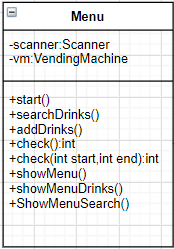 Menu
-scanner:Scanner
-vm:VendingMachine
+start()
+searchDrinks()
+addDrinks()
+check():int
+check(int start,int end):int
+showMenu()
+showMenuDrinks()
+ShowMenuSearch()